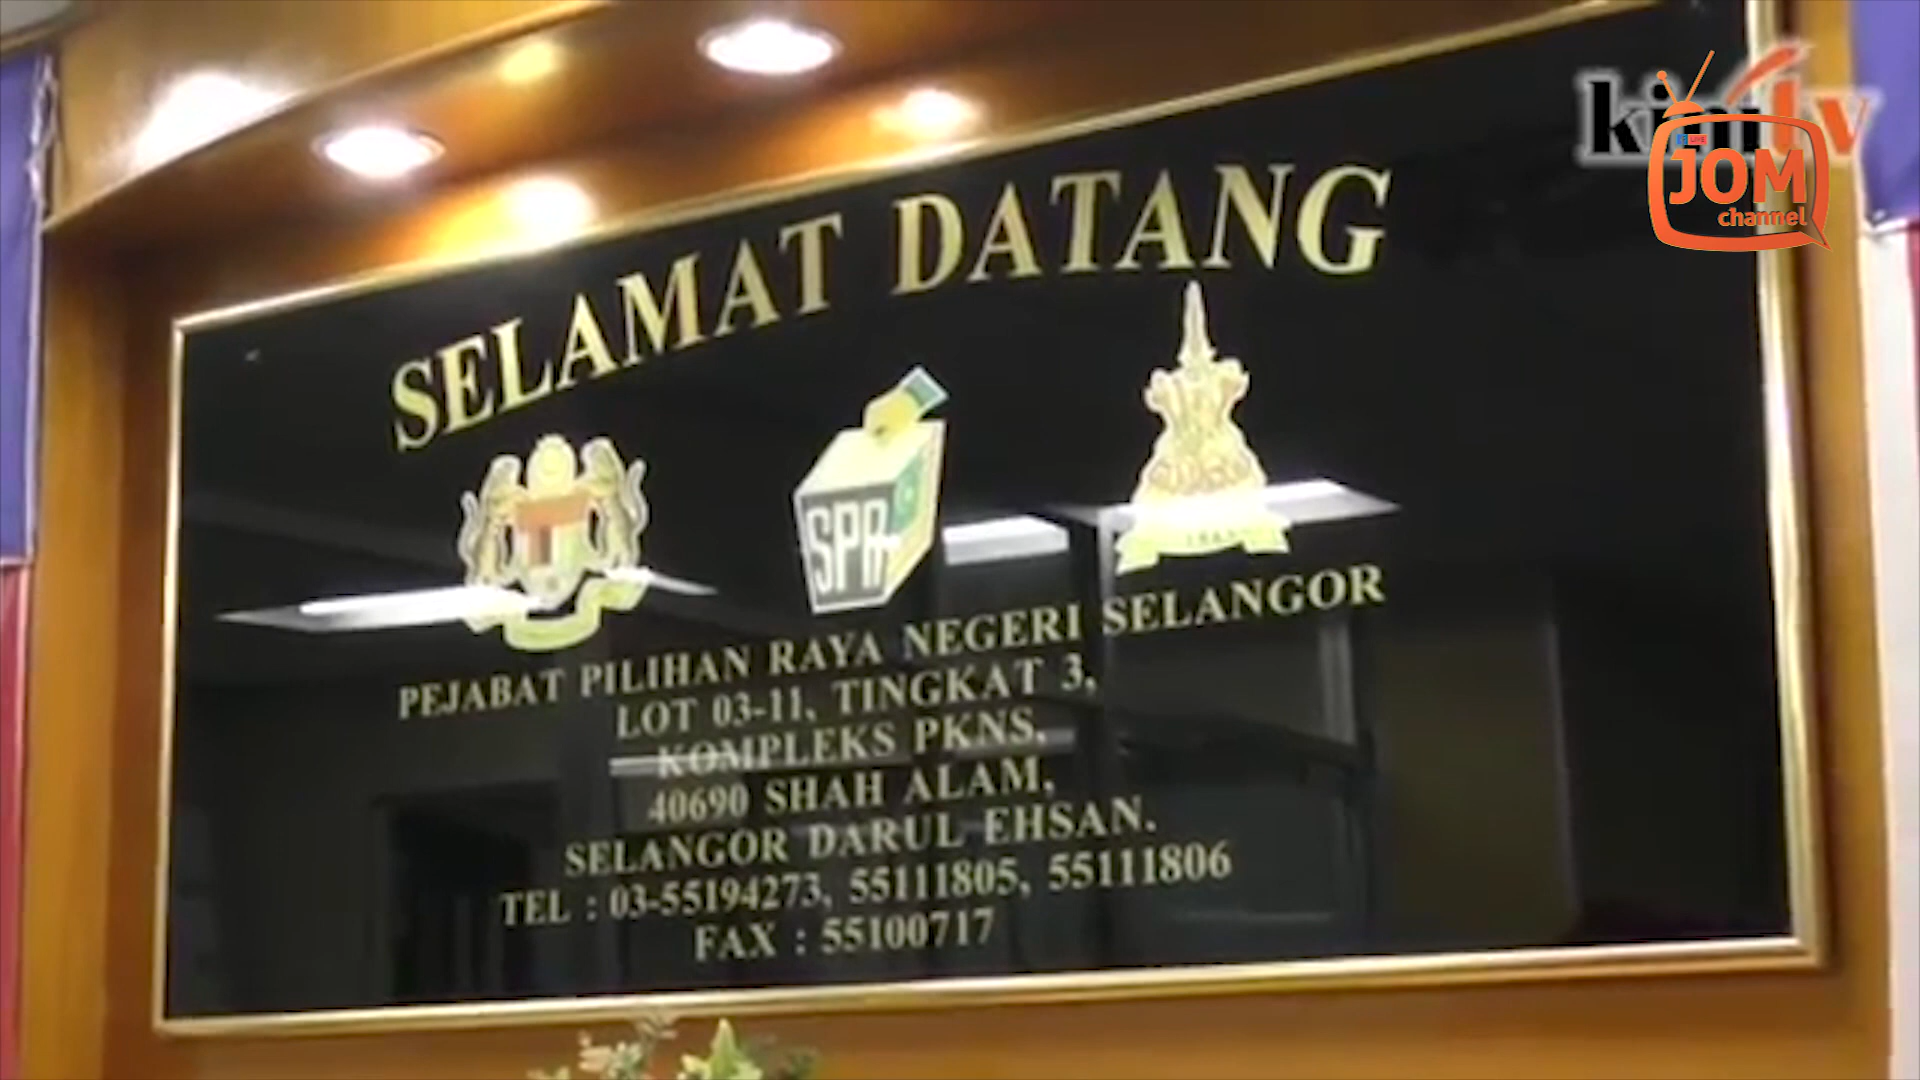 SELAMAT DATANG
SPR
PEJABAT PILIHAN RAYA NEGERI SELANGOR
LOT 03-11, TINGKAT 3,
KOMPLEKS PKNS,
40690 SHAH ALAM,
SELANGOR DARUL EHSAN.
TEL : 03-55194273, 55111805, 55111806
FAX : 55100717
JOM
channel